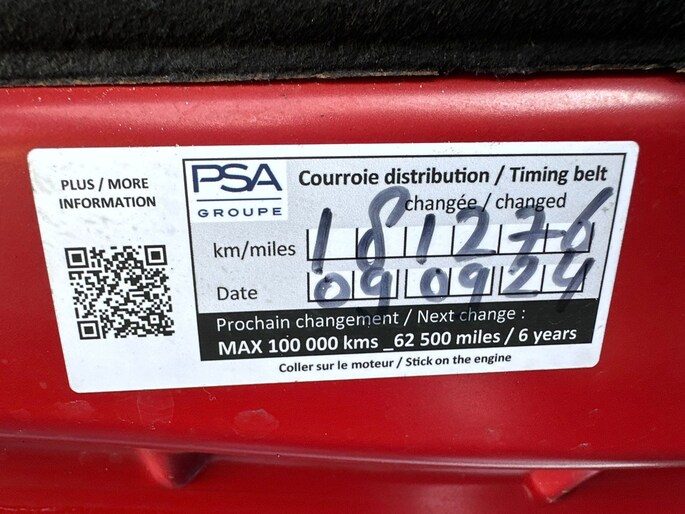 PLUS / MORE
INFORMATION
PSA
GROUPE
Courroie distribution / Timing belt
changée / changed
km/miles 181276
Date 090924
Prochain changement / Next change :
MAX 100 000 kms _62 500 miles / 6 years
Coller sur le moteur / Stick on the engine